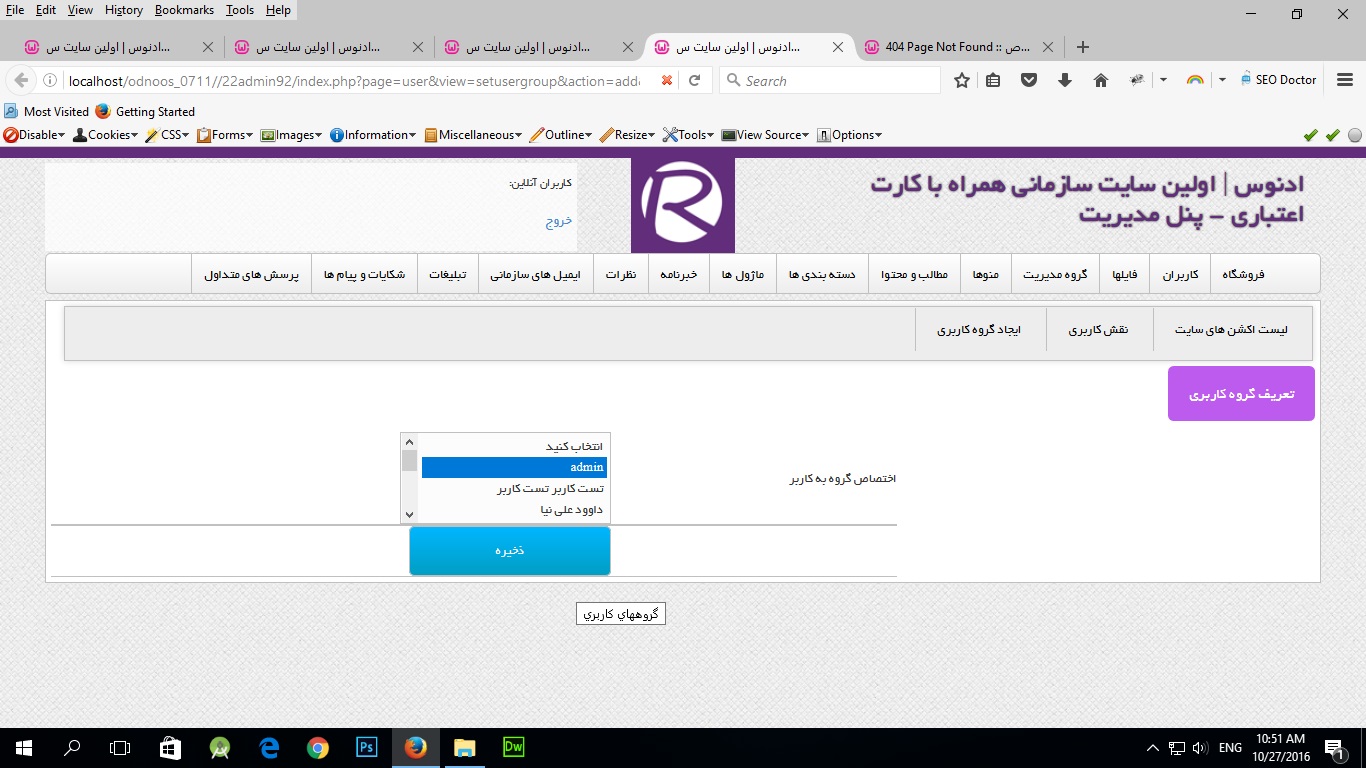 File Edit View History Bookmarks Tools Help
ادنوس | اولین سایت س...
ادنوس | اولین سایت س...
ادنوس | اولین سایت س...
ادنوس | اولین سایت س...
404 Page Not Found :: ص...
localhost/odnoos_0711//22admin92/index.php?page=user&view=setusergroup&action=add
Search
SEO Doctor
Most Visited Getting Started
Disable Cookies CSS Forms Images Information Miscellaneous Outline Resize Tools View Source Options
ادنوس | اولین سایت سازمانی همراه با کارت
اعتباری - پنل مدیریت
R
کاربران آنلاین:
خروج
فروشگاه کاربران فایلها گروه مدیریت منوها مطالب و محتوا دسته بندی ها ماژول ها خبرنامه نظرات ایمیل های سازمانی تبلیغات شکایات و پیام ها پرسش های متداول
لیست اکشن های سایت نقش کاربری ایجاد گروه کاربری
تعریف گروه کاربری
اختصاص گروه به کاربر
انتخاب کنید
admin
تست کاربر تست کاربر
داوود علی نیا
ذخیره
گروههاي كاربري
Ps
Dw
ENG
10:51 AM
10/27/2016
1